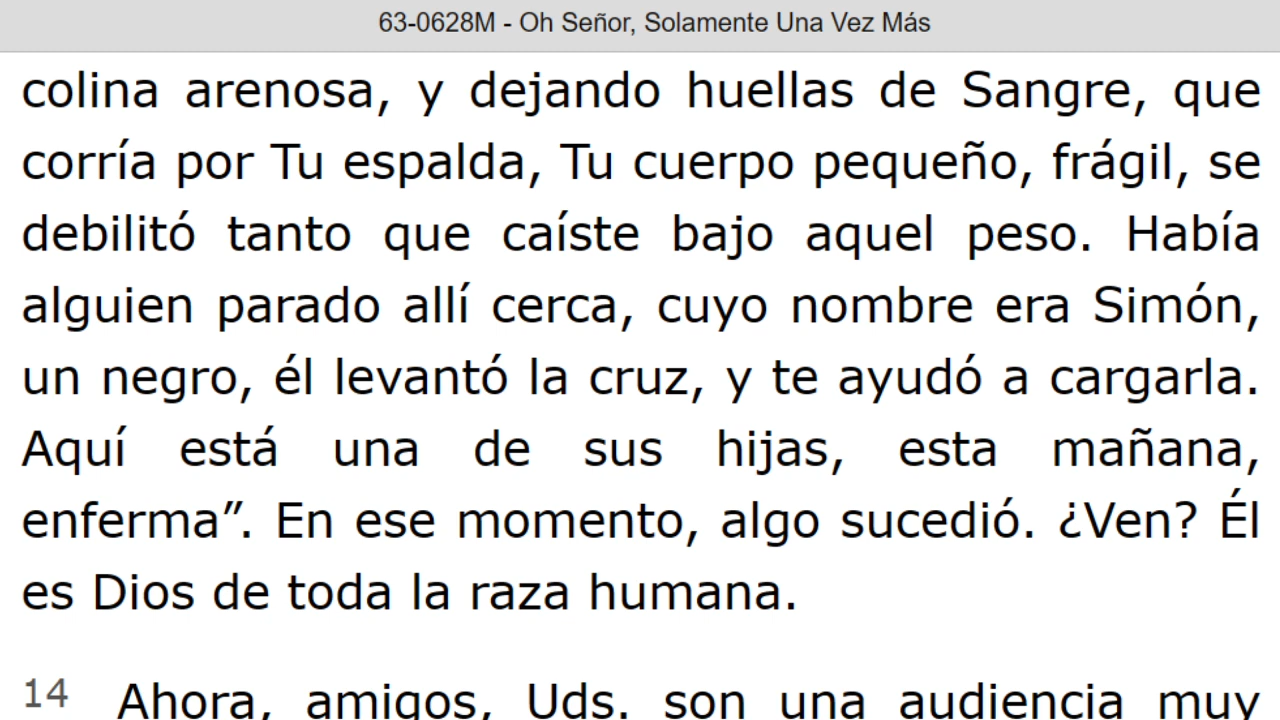 63-0628M - Oh Señor, Solamente Una Vez Más
colina arenosa, y dejando huellas de Sangre, que
corría por Tu espalda, Tu cuerpo pequeño, frágil, se
debilitó tanto que caíste bajo aquel peso. Había
alguien parado allí cerca, cuyo nombre era Simón,
un negro, él levantó la cruz, y te ayudó a cargarla.
Aquí está una de sus hijas, esta mañana,
enferma”. En ese momento, algo sucedió. ¿Ven? Él
es Dios de toda la raza humana.
14 Ahora, amigos, Uds. son una audiencia muy